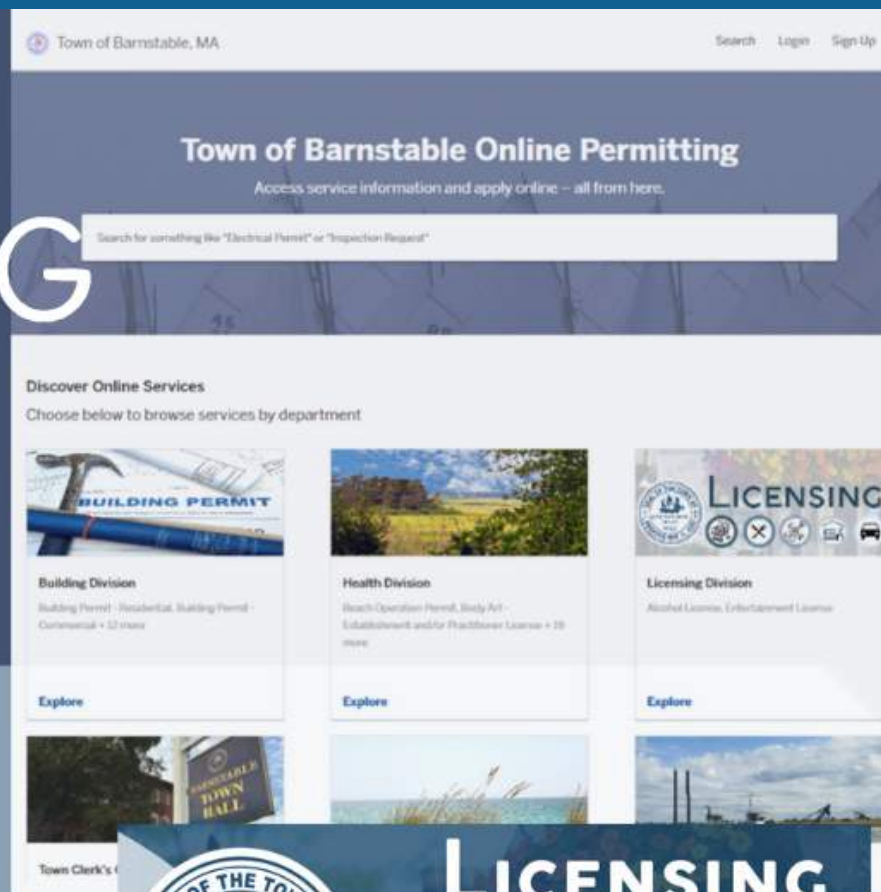 Town of Barnstable, MA
Search Login Sign Up
Town of Barnstable Online Permitting
Access service information and apply online – all from here.
G
Search for something like "Electrical Permit" or "Inspection Request"
Discover Online Services
Choose below to browse services by department
BUILDING PERMIT
LICENSING
Building Division
Building Permit - Residential, Building Permit - Commercial + 12 more
Health Division
Beach Operation Permit, Body Art - Establishment and/or Practitioner License + 19 more
Licensing Division
Alcohol License, Entertainment License
Explore
Explore
Explore
BARNSTABLE
TOWN
HALL
Town Clerk's
OF THE TO
LICENSING